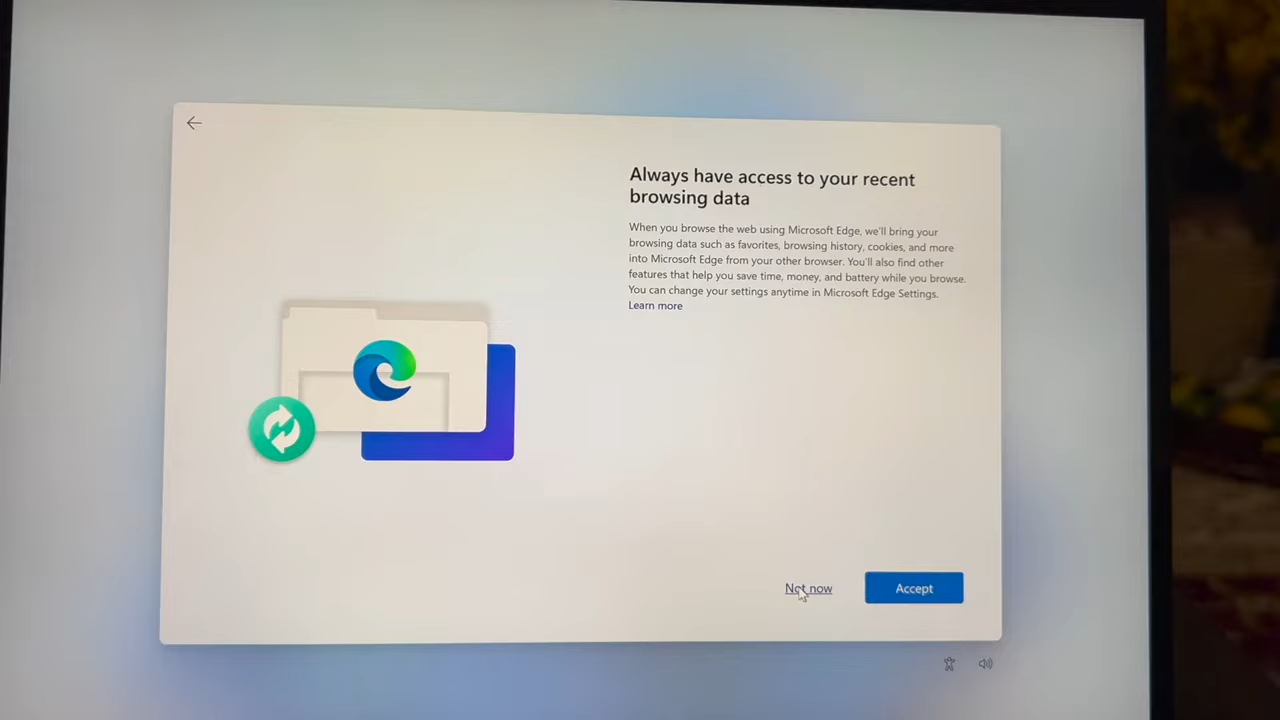 Always have access to your recent
browsing data
When you browse the web using Microsoft Edge, we'll bring your
browsing data such as favorites, browsing history, cookies, and more
into Microsoft Edge from your other browser. You'll also find other
features that help you save time, money, and battery while you browse.
You can change your settings anytime in Microsoft Edge Settings.
Learn more
Not now
Accept